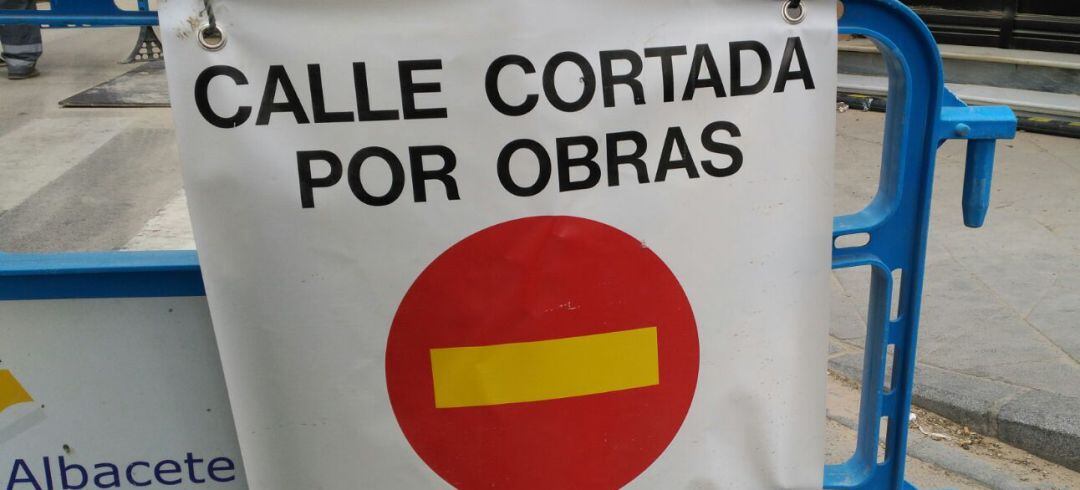 CALLE CORTADA
POR OBRAS
Albacete